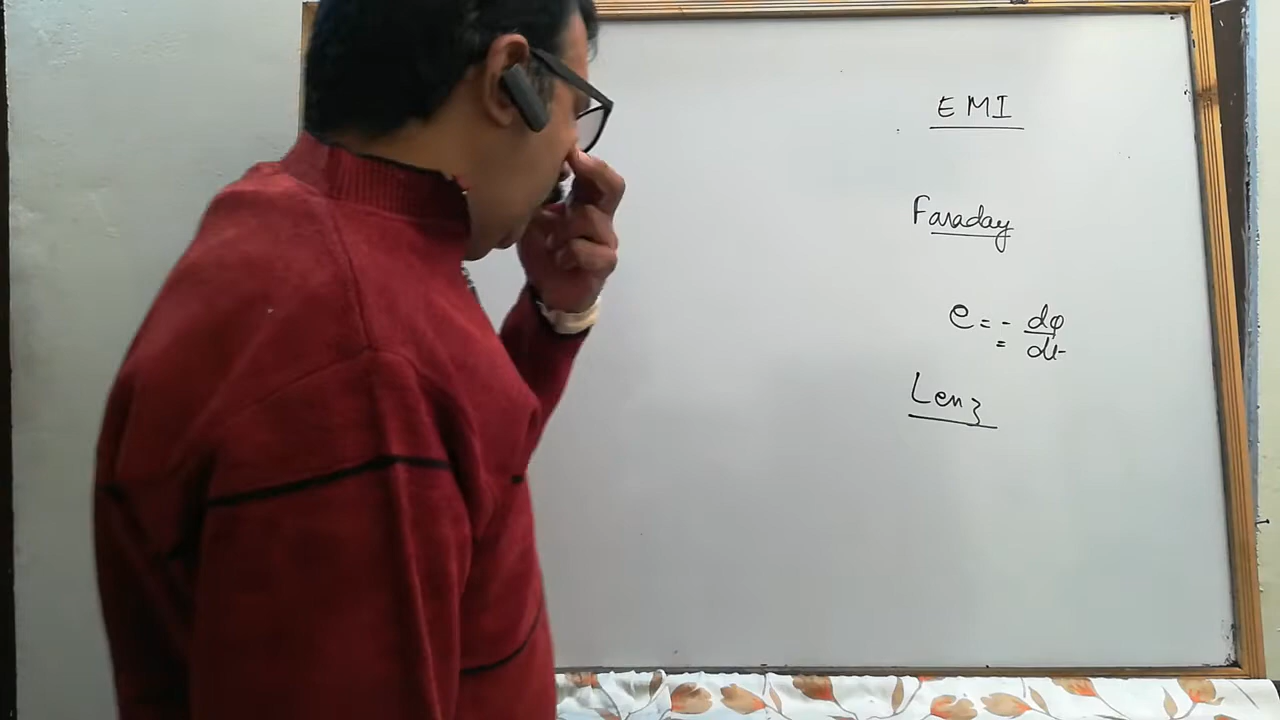 EMI
Faraday
e = - dφ/dt
Lenz